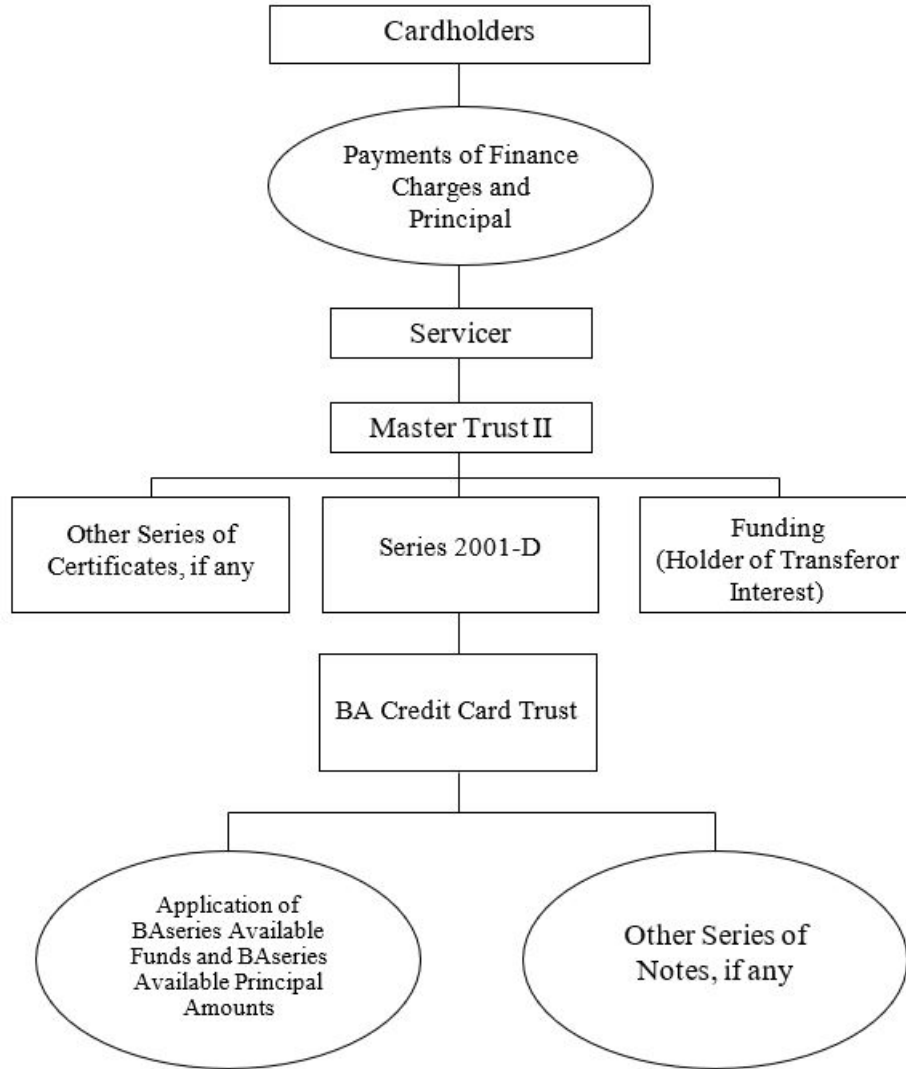 Cardholders
Payments of Finance
Charges and
Principal
Servicer
Master Trust II
Other Series of
Certificates, if any
Series 2001-D
Funding
(Holder of Transferor
Interest)
BA Credit Card Trust
Application of
BAseries Available
Funds and BAseries
Available Principal
Amounts
Other Series of
Notes, if any